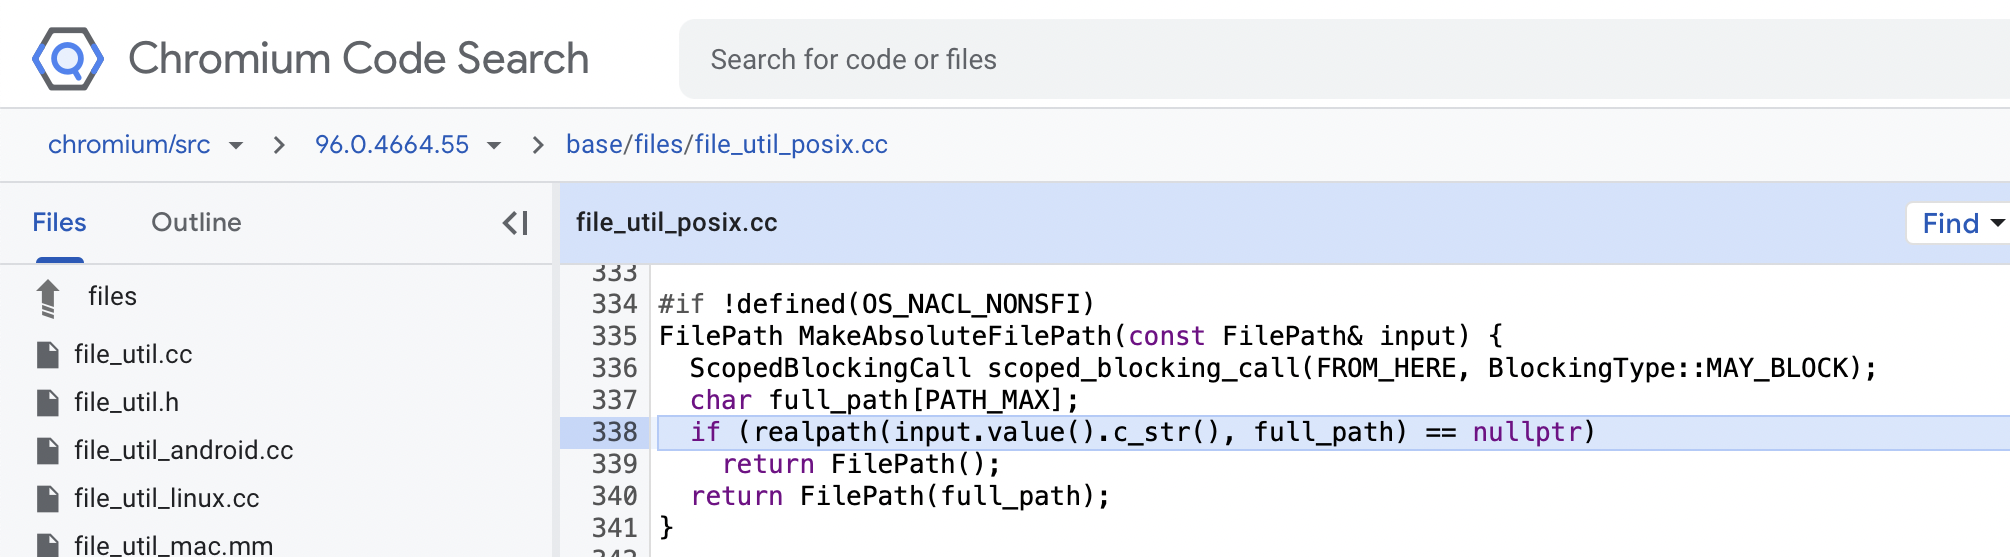 Chromium Code Search
Search for code or files
chromium/src > 96.0.4664.55 > base/files/file_util_posix.cc
Files Outline
file_util_posix.cc
Find
files
file_util.cc
file_util.h
file_util_android.cc
file_util_linux.cc
file_util_mac.mm
333
334 #if !defined(OS_NACL_NONSFI)
335 FilePath MakeAbsoluteFilePath(const FilePath& input) {
336   ScopedBlockingCall scoped_blocking_call(FROM_HERE, BlockingType::MAY_BLOCK);
337   char full_path[PATH_MAX];
338   if (realpath(input.value().c_str(), full_path) == nullptr)
339     return FilePath();
340   return FilePath(full_path);
341 }
342